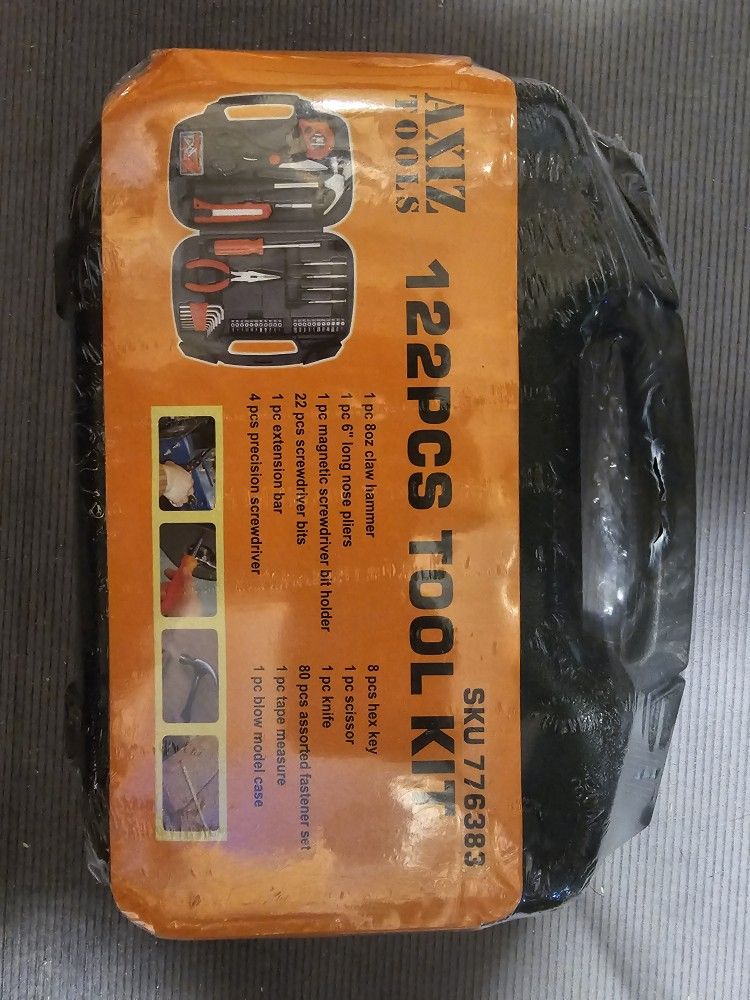 AXIZ
TOOLS
SKU 776383
122PCS TOOL KIT
1 pc 8oz claw hammer
1 pc 6" long nose pliers
1 pc magnetic screwdriver bit holder
22 pcs screwdriver bits
1 pc extension bar
4 pcs precision screwdriver
8 pcs hex key
1 pc scissor
1 pc knife
80 pcs assorted fastener set
1 pc tape measure
1 pc blow model case